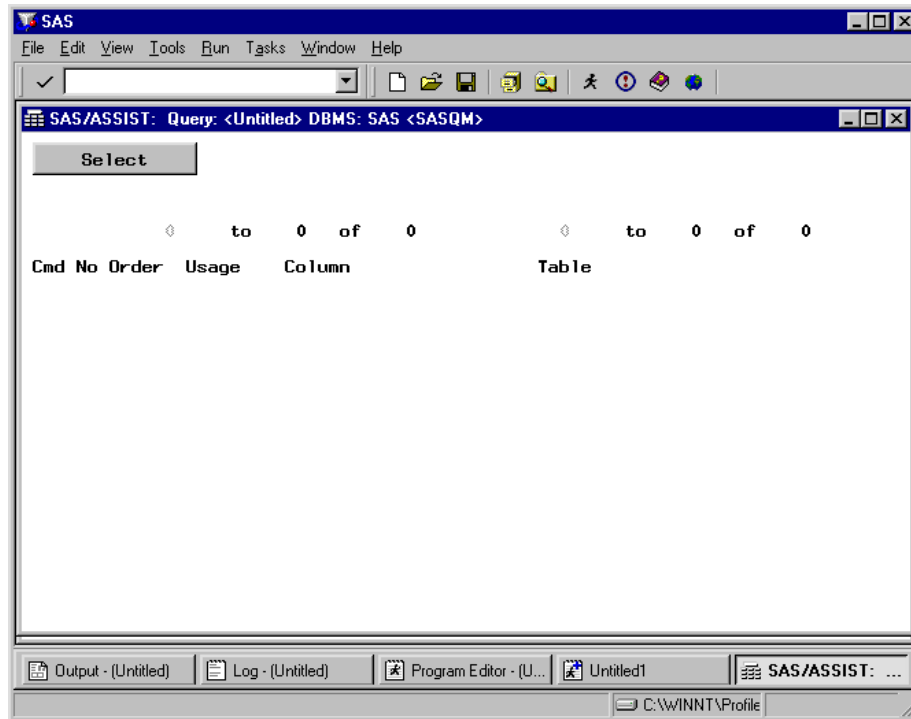 SAS
File Edit View Tools Run Tasks Window Help
SAS/ASSIST: Query: <Untitled> DBMS: SAS <SASQM>
Select
0 to 0 of 0 0 to 0 of 0
Cmd No Order Usage Column Table
Output - (Untitled) Log - (Untitled) Program Editor - (U... Untitled1 SAS/ASSIST: ...
C:\WINNT\Profile